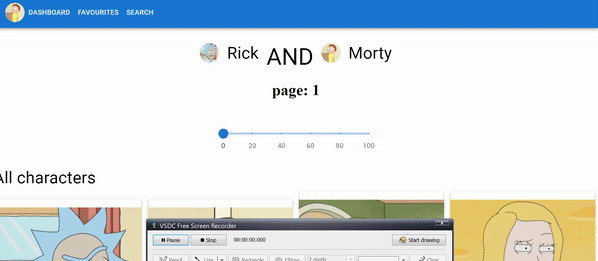 DASHBOARD FAVOURITES SEARCH
Rick AND Morty
page: 1
0 20 40 60 80 100
All characters
VSDC Free Screen Recorder
Pause Stop 00:00:00.000 Start drawing
Pencil Line Rectangle Ellipse 2 pixels Clear